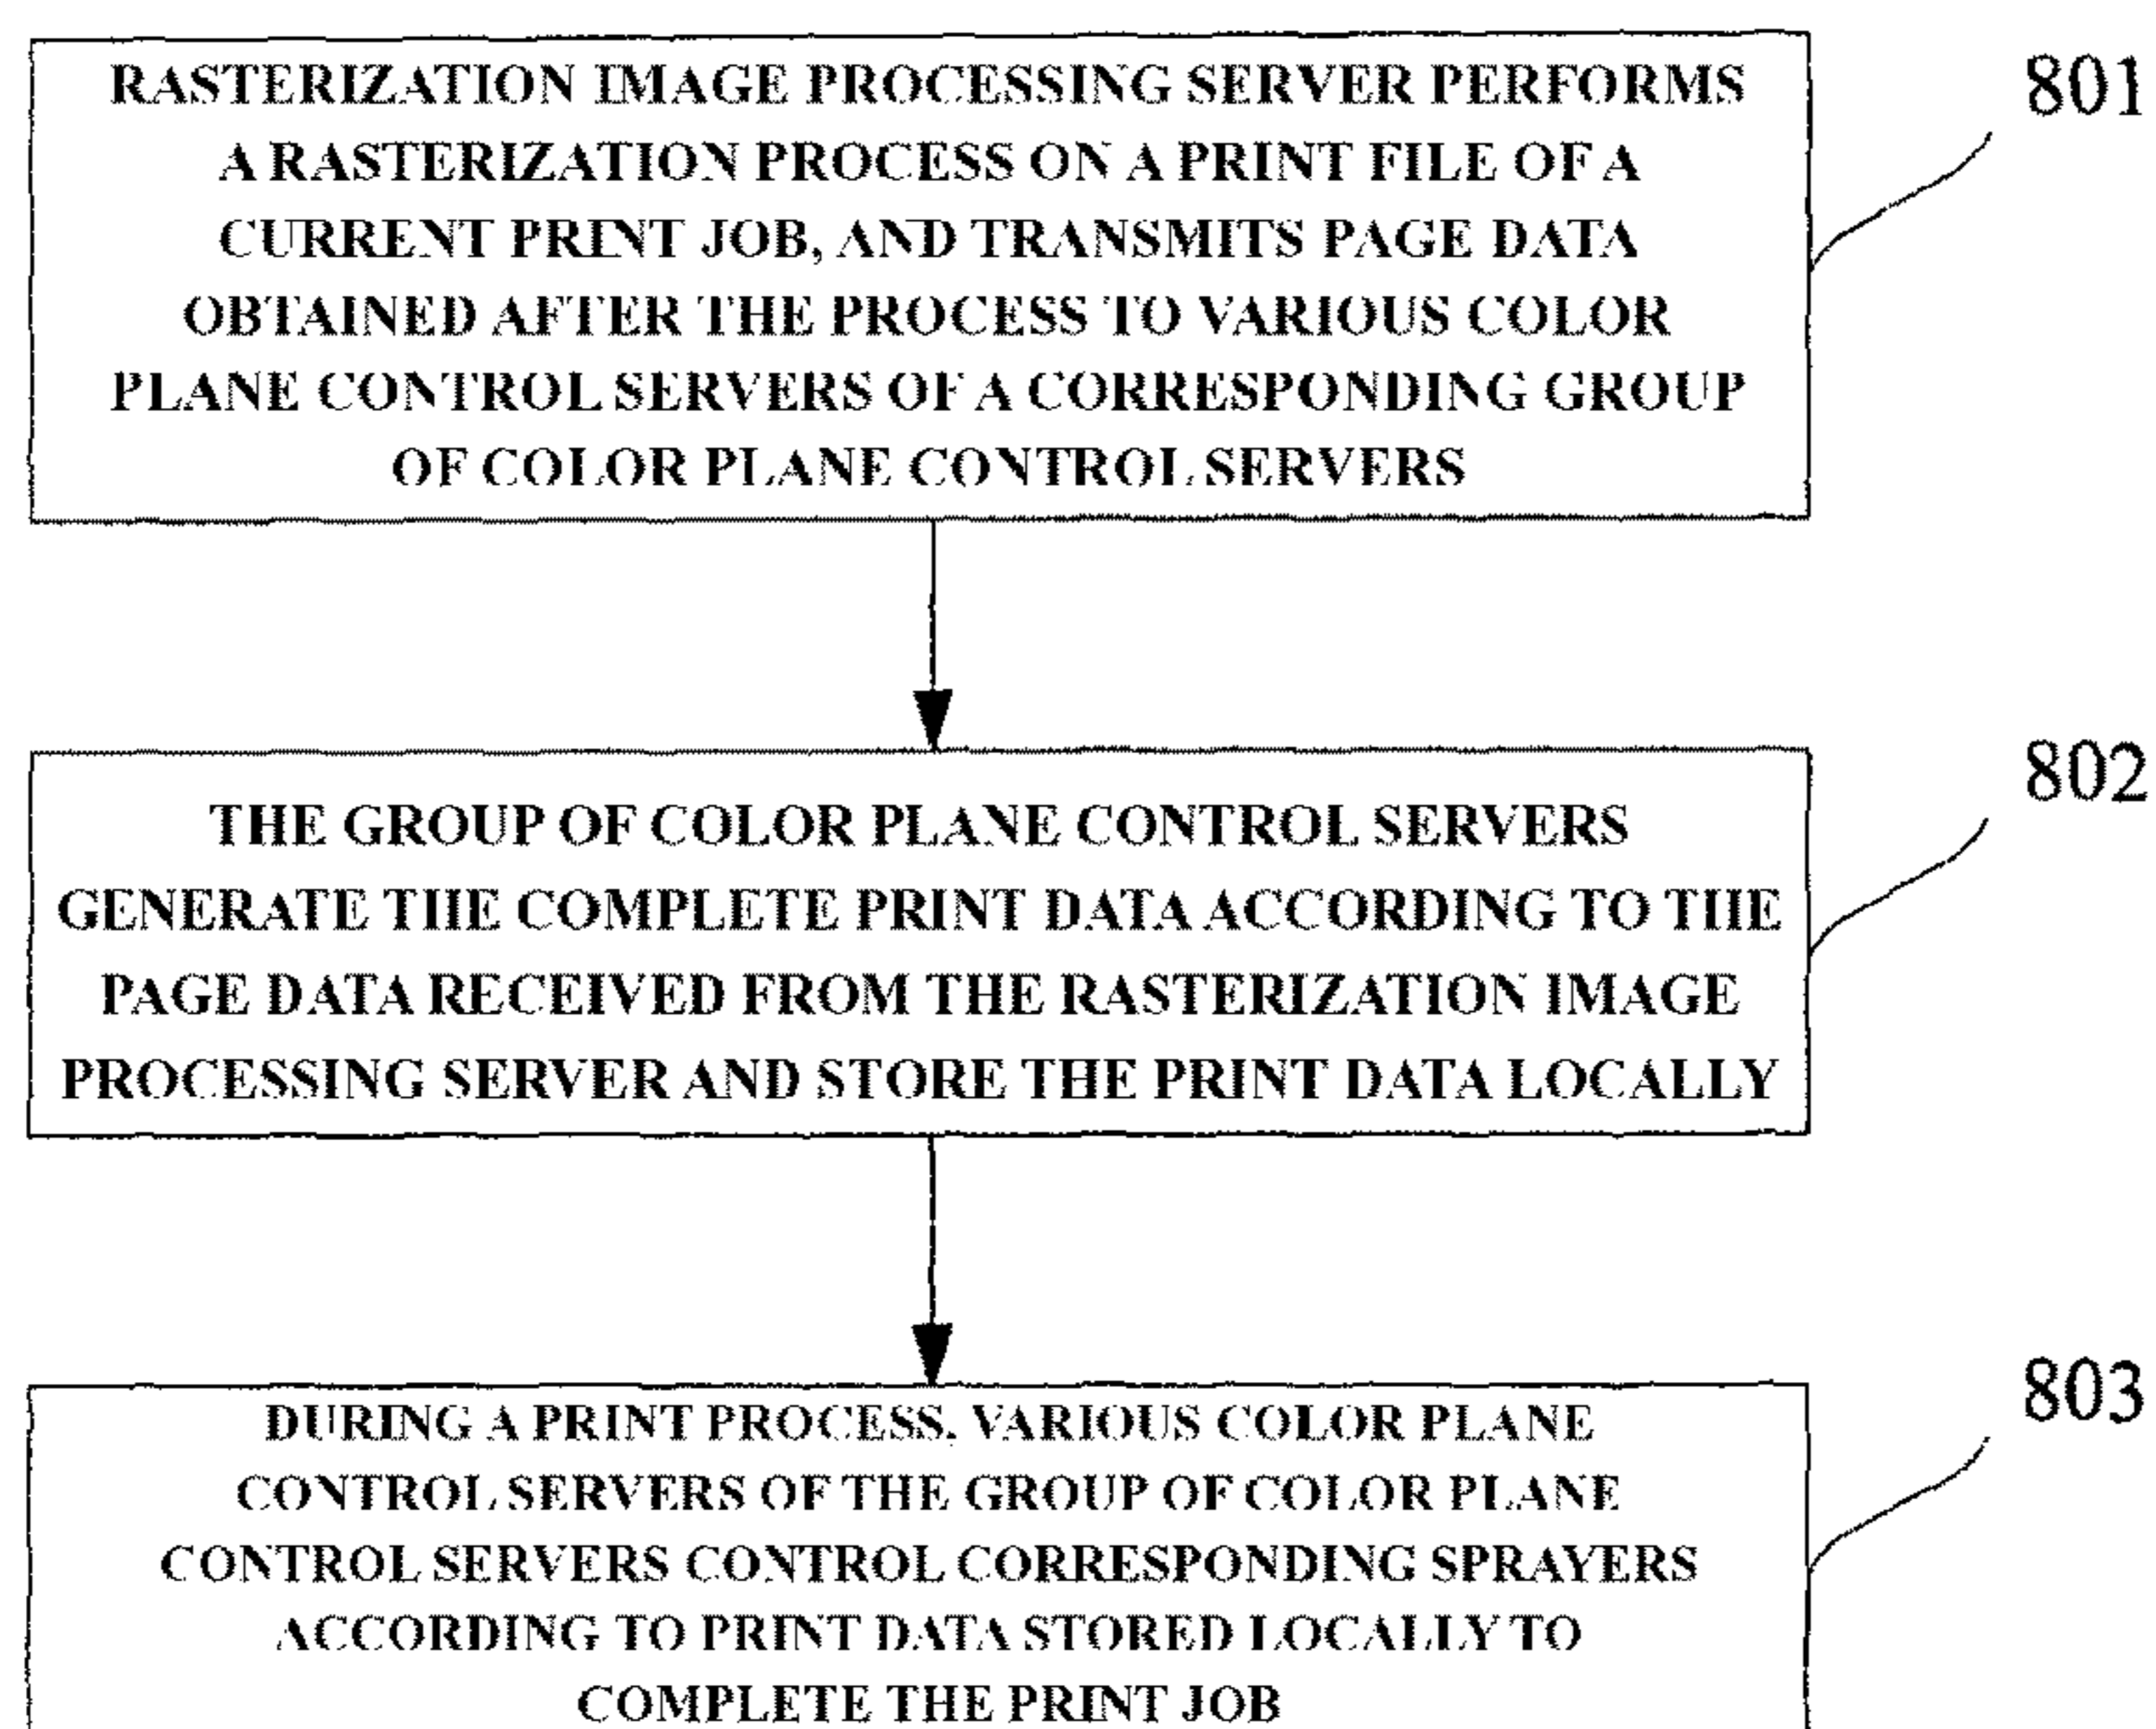 RASTERIZATION IMAGE PROCESSING SERVER PERFORMS
A RASTERIZATION PROCESS ON A PRINT FILE OF A
CURRENT PRINT JOB, AND TRANSMITS PAGE DATA
OBTAINED AFTER THE PROCESS TO VARIOUS COLOR
PLANE CONTROL SERVERS OF A CORRESPONDING GROUP
OF COLOR PLANE CONTROL SERVERS
801
THE GROUP OF COLOR PLANE CONTROL SERVERS
GENERATE THE COMPLETE PRINT DATA ACCORDING TO THE
PAGE DATA RECEIVED FROM THE RASTERIZATION IMAGE
PROCESSING SERVER AND STORE THE PRINT DATA LOCALLY
802
DURING A PRINT PROCESS, VARIOUS COLOR PLANE
CONTROL SERVERS OF THE GROUP OF COLOR PLANE
CONTROL SERVERS CONTROL CORRESPONDING SPRAYERS
ACCORDING TO PRINT DATA STORED LOCALLY TO
COMPLETE THE PRINT JOB
803